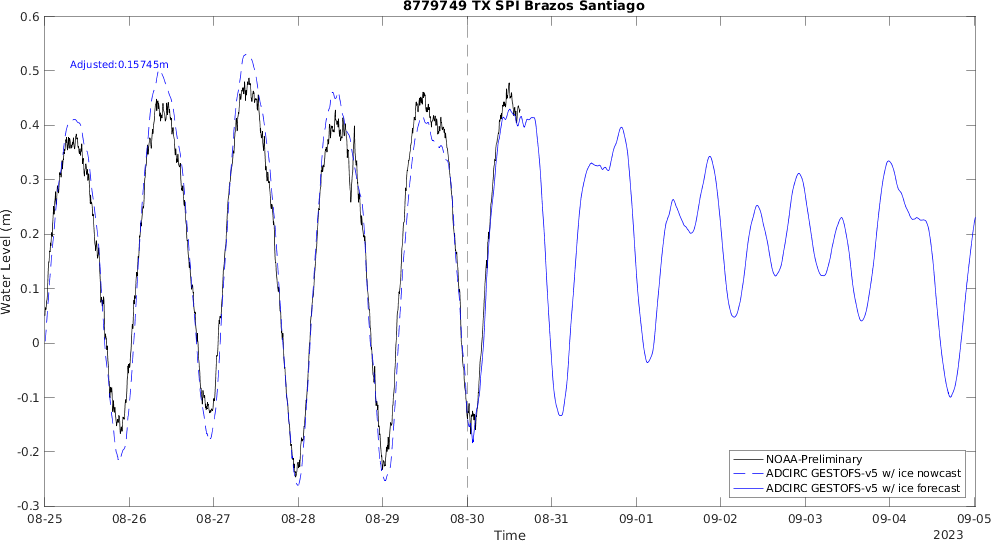 8779749 TX SPI Brazos Santiago
Adjusted:0.15745m
Water Level (m)
0.6
0.5
0.4
0.3
0.2
0.1
0
-0.1
-0.2
-0.3
NOAA-Preliminary
ADCIRC GESTOFS-v5 w/ ice nowcast
ADCIRC GESTOFS-v5 w/ ice forecast
08-25 08-26 08-27 08-28 08-29 08-30 08-31 09-01 09-02 09-03 09-04 09-05
Time
2023